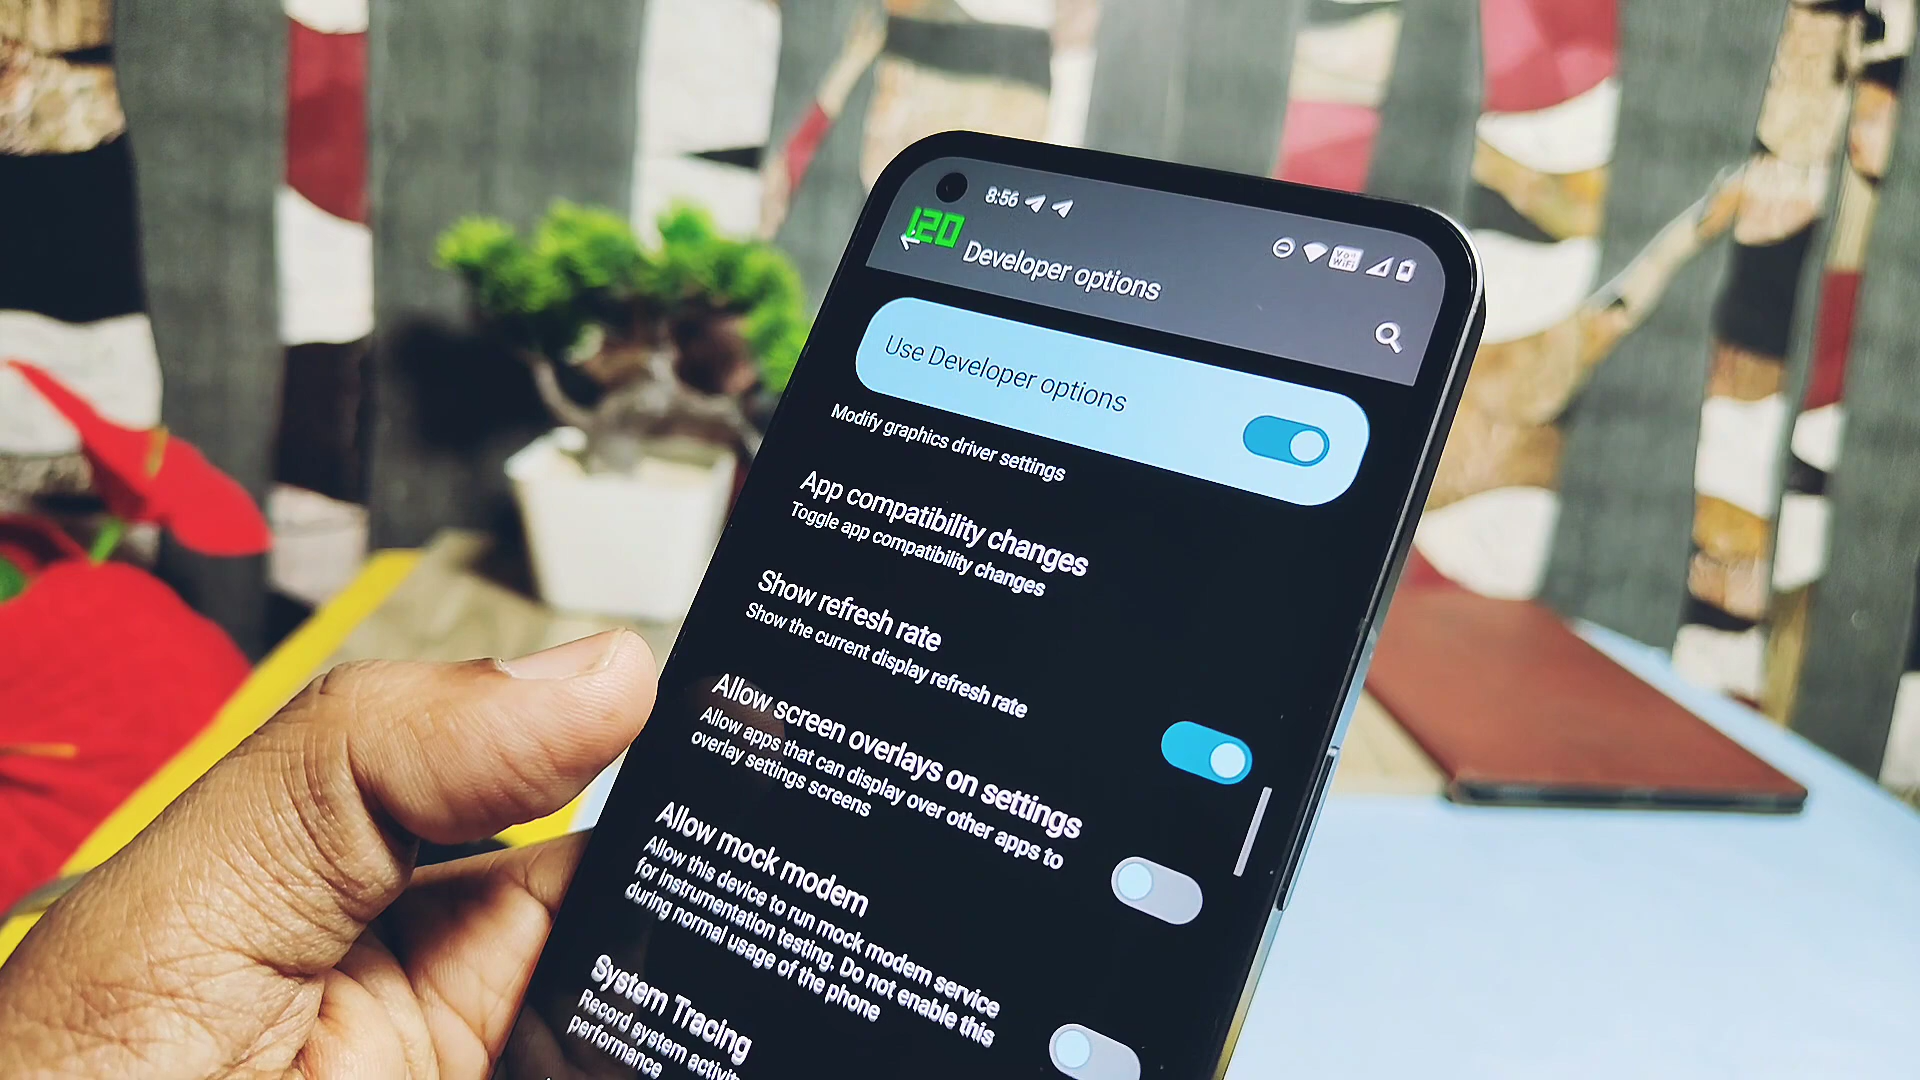 8:56
120
Vo))
WiFi
Developer options
Use Developer options
Modify graphics driver settings
App compatibility changes
Toggle app compatibility changes
Show refresh rate
Show the current display refresh rate
Allow screen overlays on settings
Allow apps that can display over other apps to
overlay settings screens
Allow mock modem
Allow this device to run mock modem service
for instrumentation testing. Do not enable this
during normal usage of the phone
System Tracing
Record system
performance